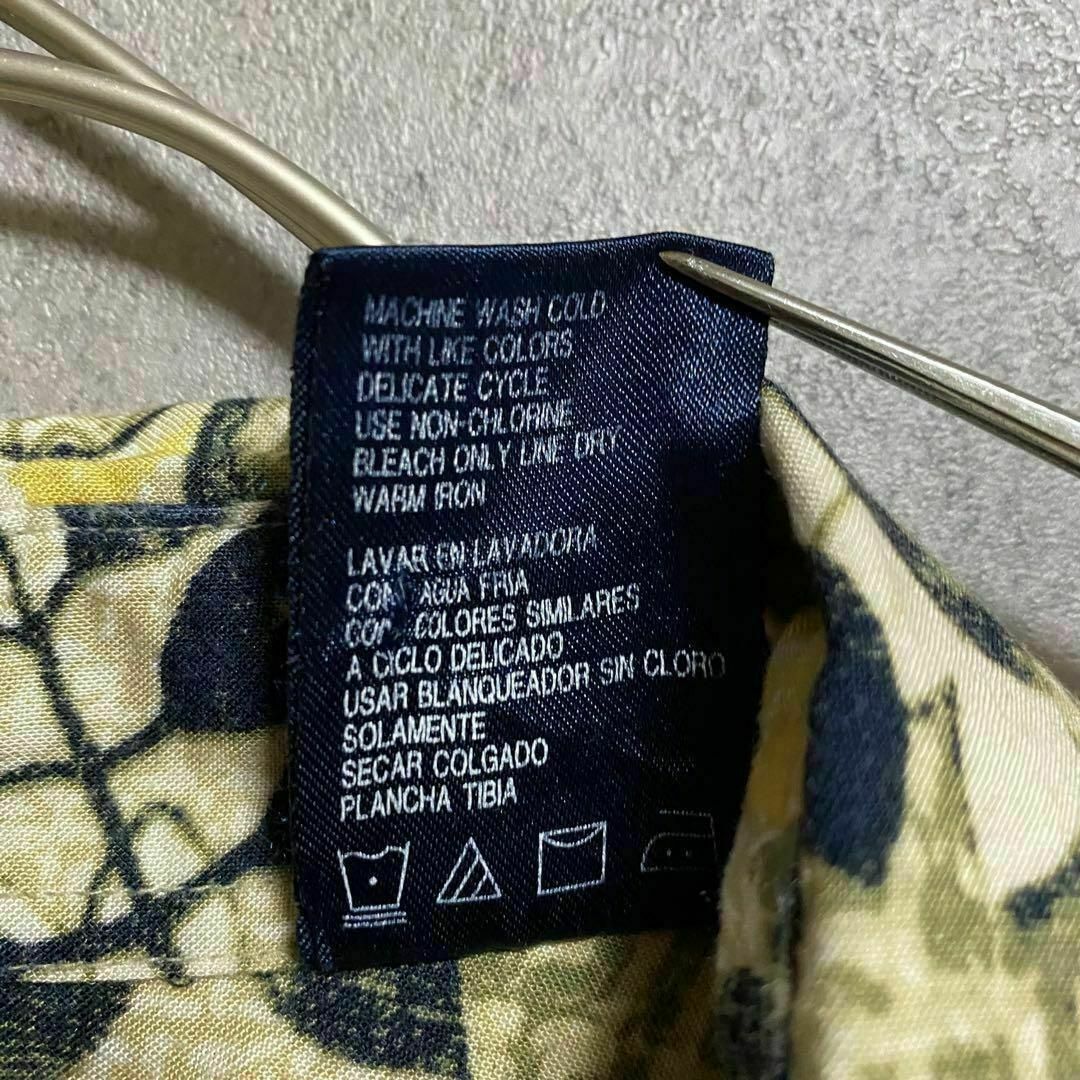 MACHINE WASH COLD
WITH LIKE COLORS
DELICATE CYCLE
USE NON-CHLORINE
BLEACH ONLY LINE DRY
WARM IRON
LAVAR EN LAVADORA
CON AGUA FRIA
COLORES SIMILARES
A CICLO DELICADO
USAR BLANQUEADOR SIN CLORO
SOLAMENTE
SECAR COLGADO
PLANCHA TIBIA